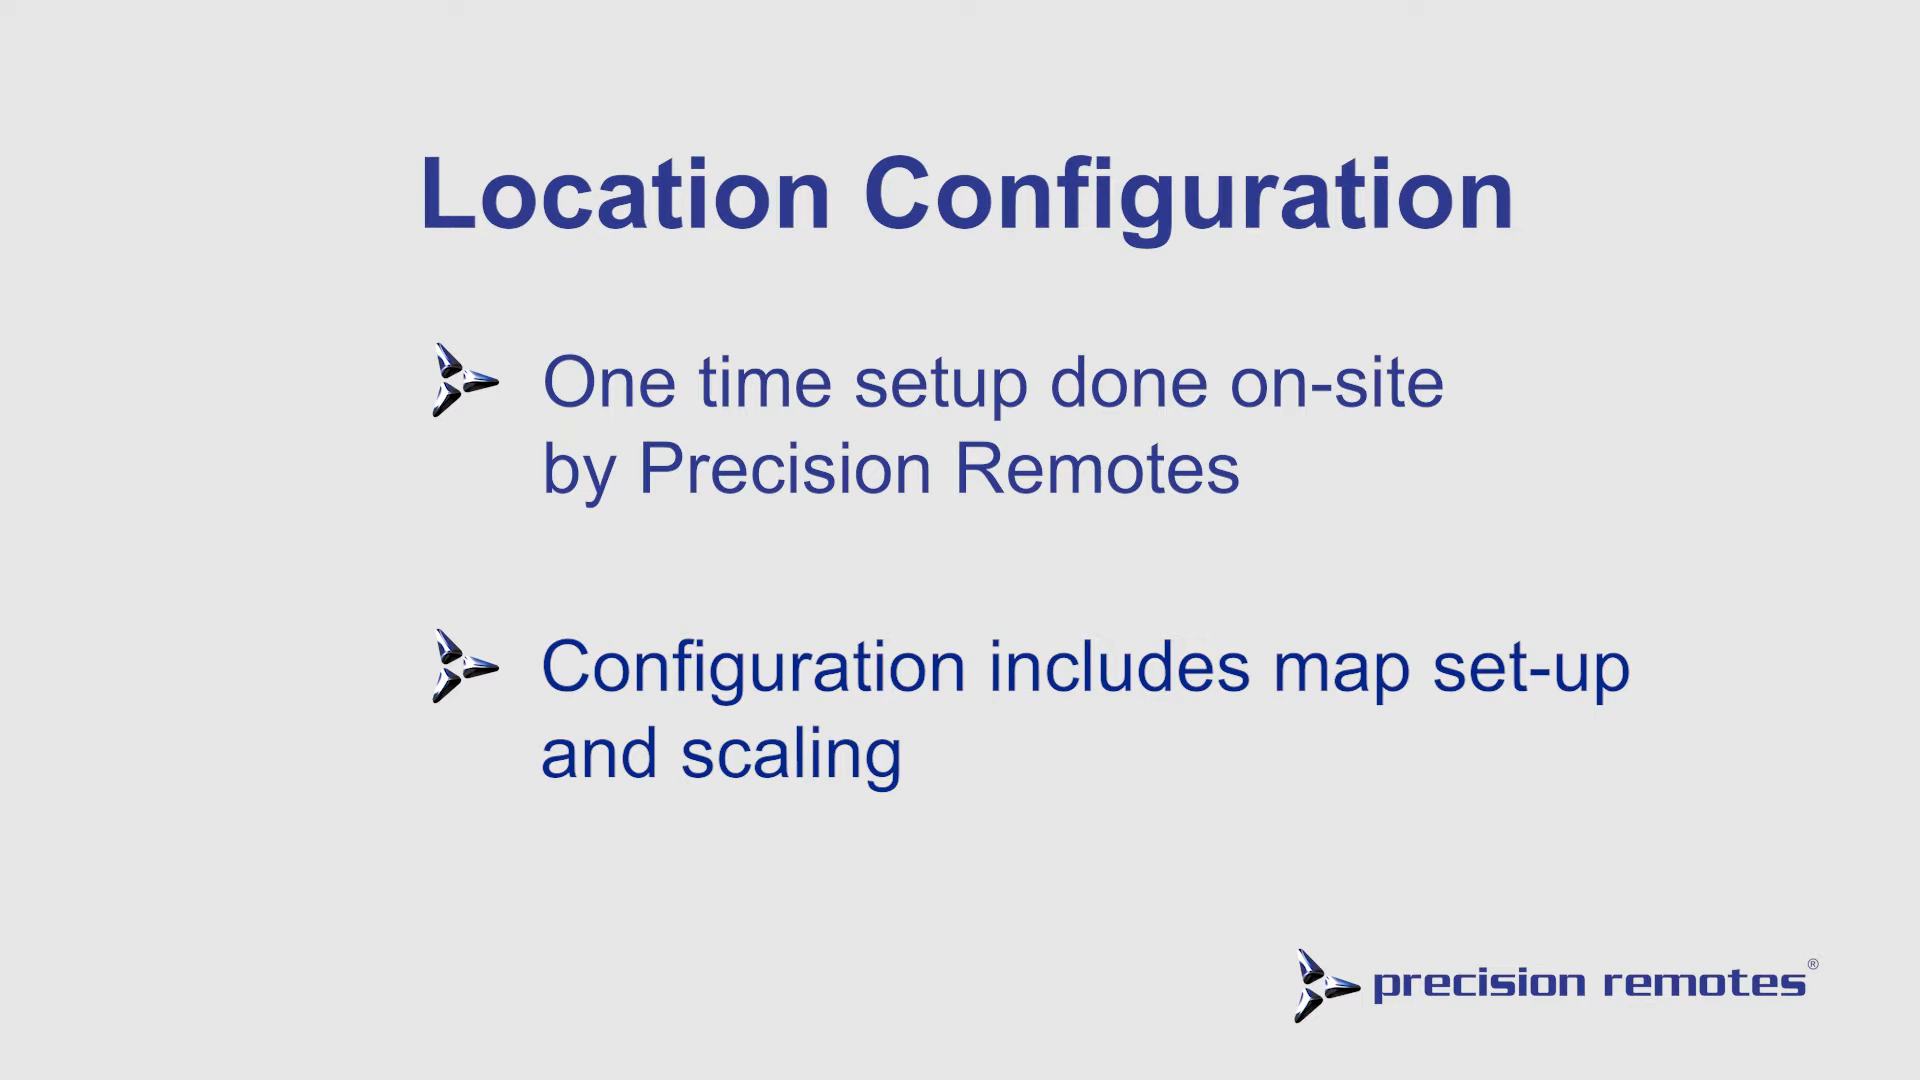 Location Configuration
One time setup done on-site
by Precision Remotes
Configuration includes map set-up
and scaling
precision remotes®